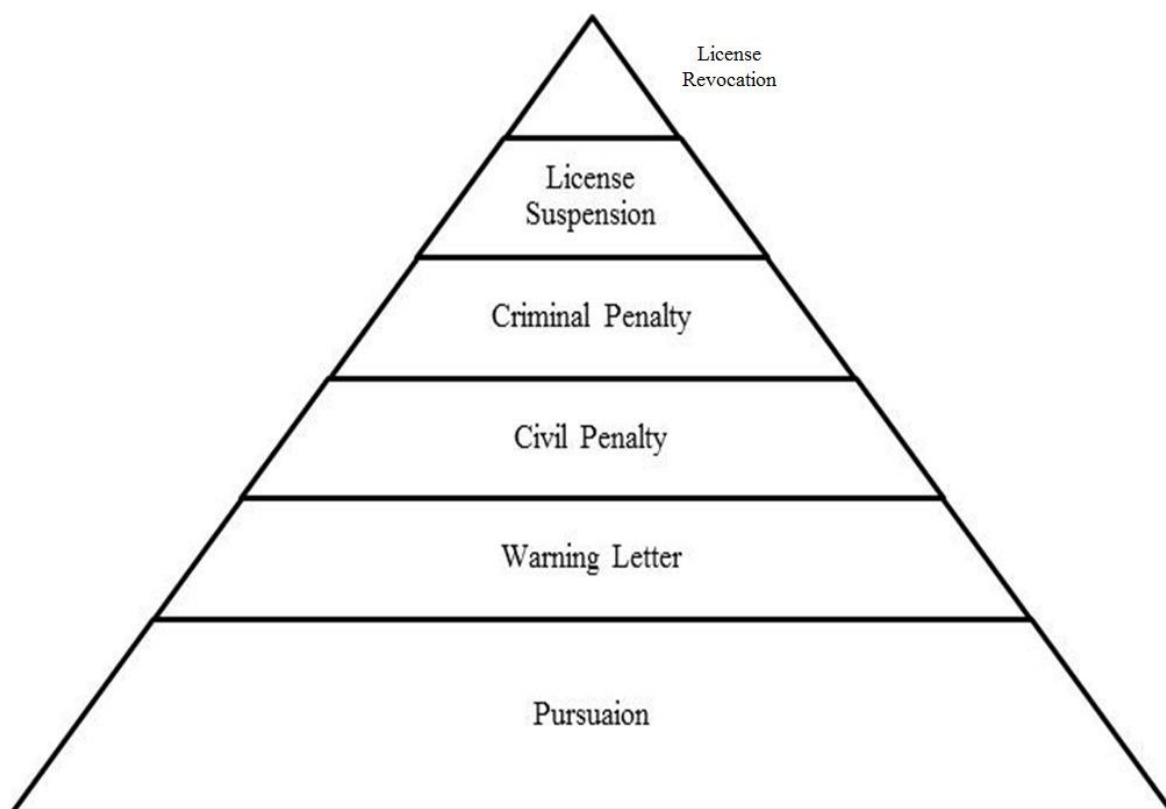 License
Revocation
License
Suspension
Criminal Penalty
Civil Penalty
Warning Letter
Pursuaion